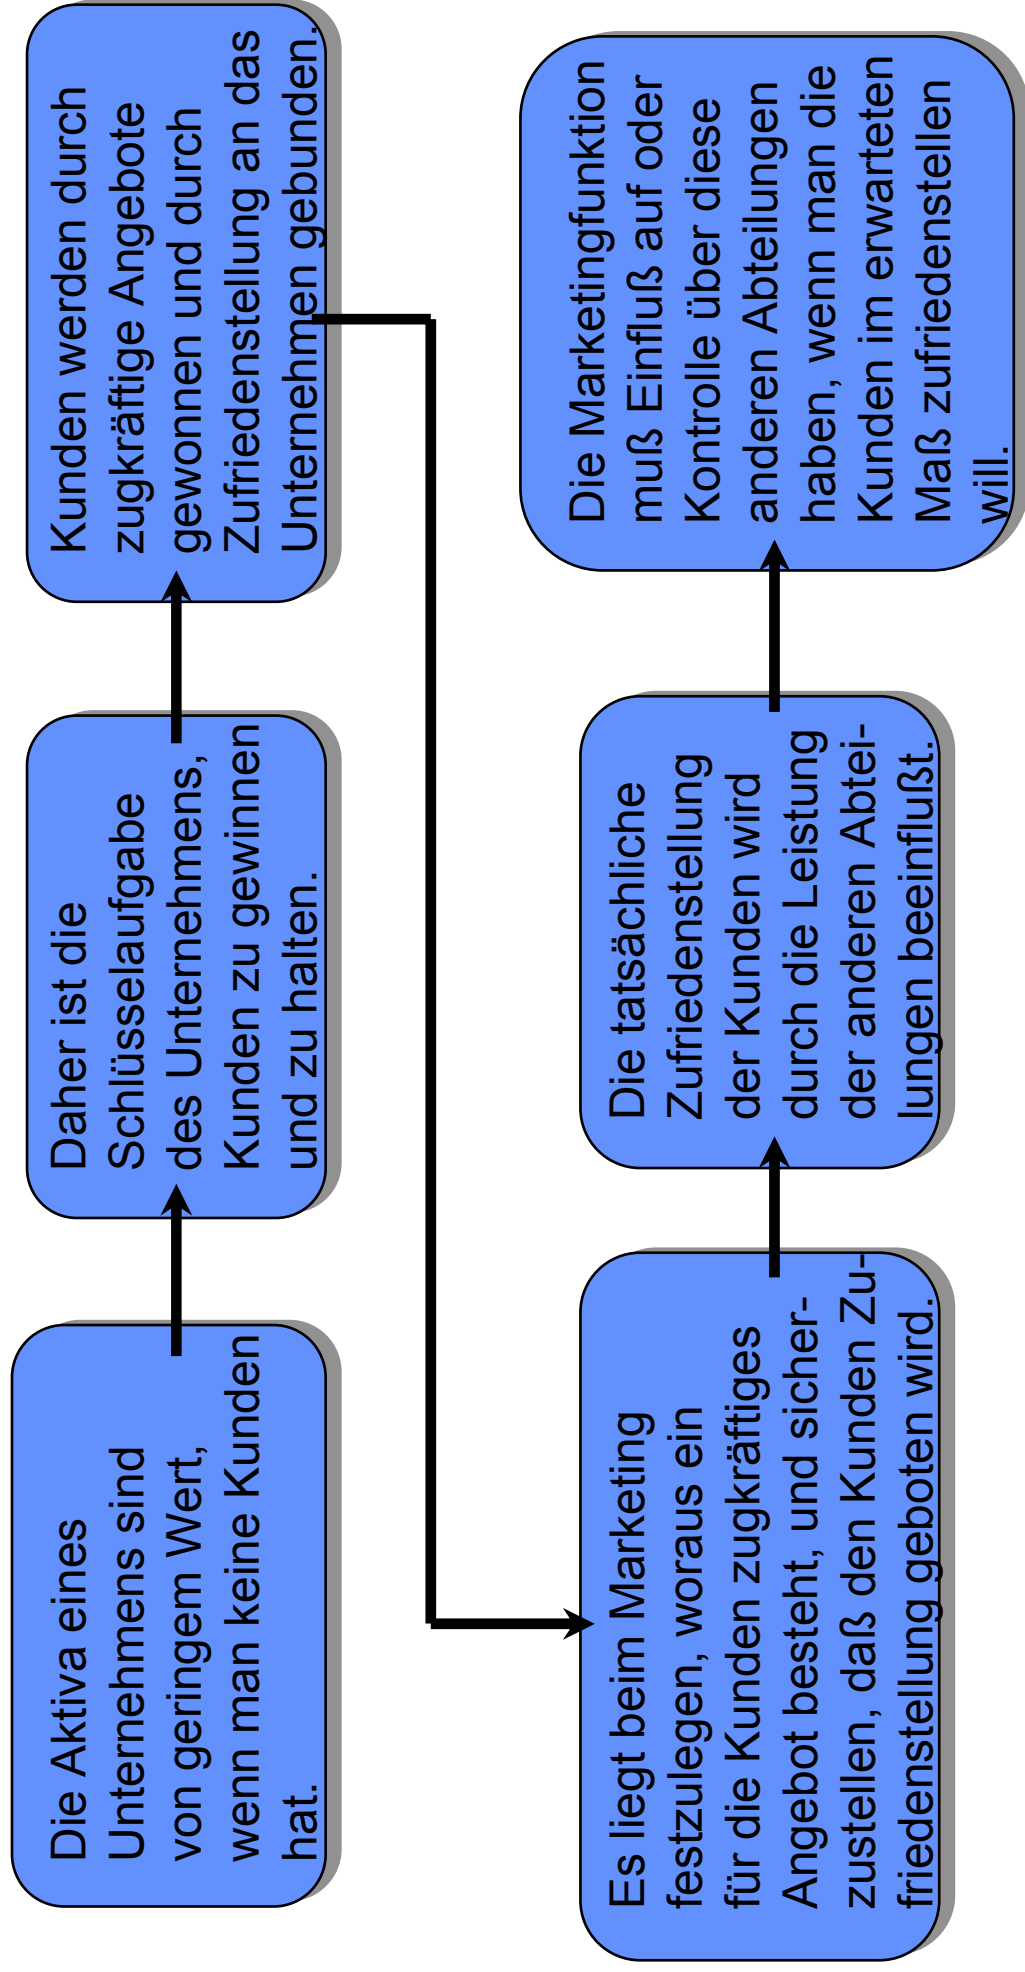 Die Aktiva eines
Unternehmens sind
von geringem Wert,
wenn man keine Kunden
hat.
Daher ist die
Schlüsselaufgabe
des Unternehmens,
Kunden zu gewinnen
und zu halten.
Kunden werden durch
zugkräftige Angebote
gewonnen und durch
Zufriedenstellung an das
Unternehmen gebunden.
Es liegt beim Marketing
festzulegen, woraus ein
für die Kunden zugkräftiges
Angebot besteht, und sicher-
zustellen, daß den Kunden Zu-
friedenstellung geboten wird.
Die tatsächliche
Zufriedenstellung
der Kunden wird
durch die Leistung
der anderen Abtei-
lungen beeinflußt.
Die Marketingfunktion
muß Einfluß auf oder
Kontrolle über diese
anderen Abteilungen
haben, wenn man die
Kunden im erwarteten
Maß zufriedenstellen
will.